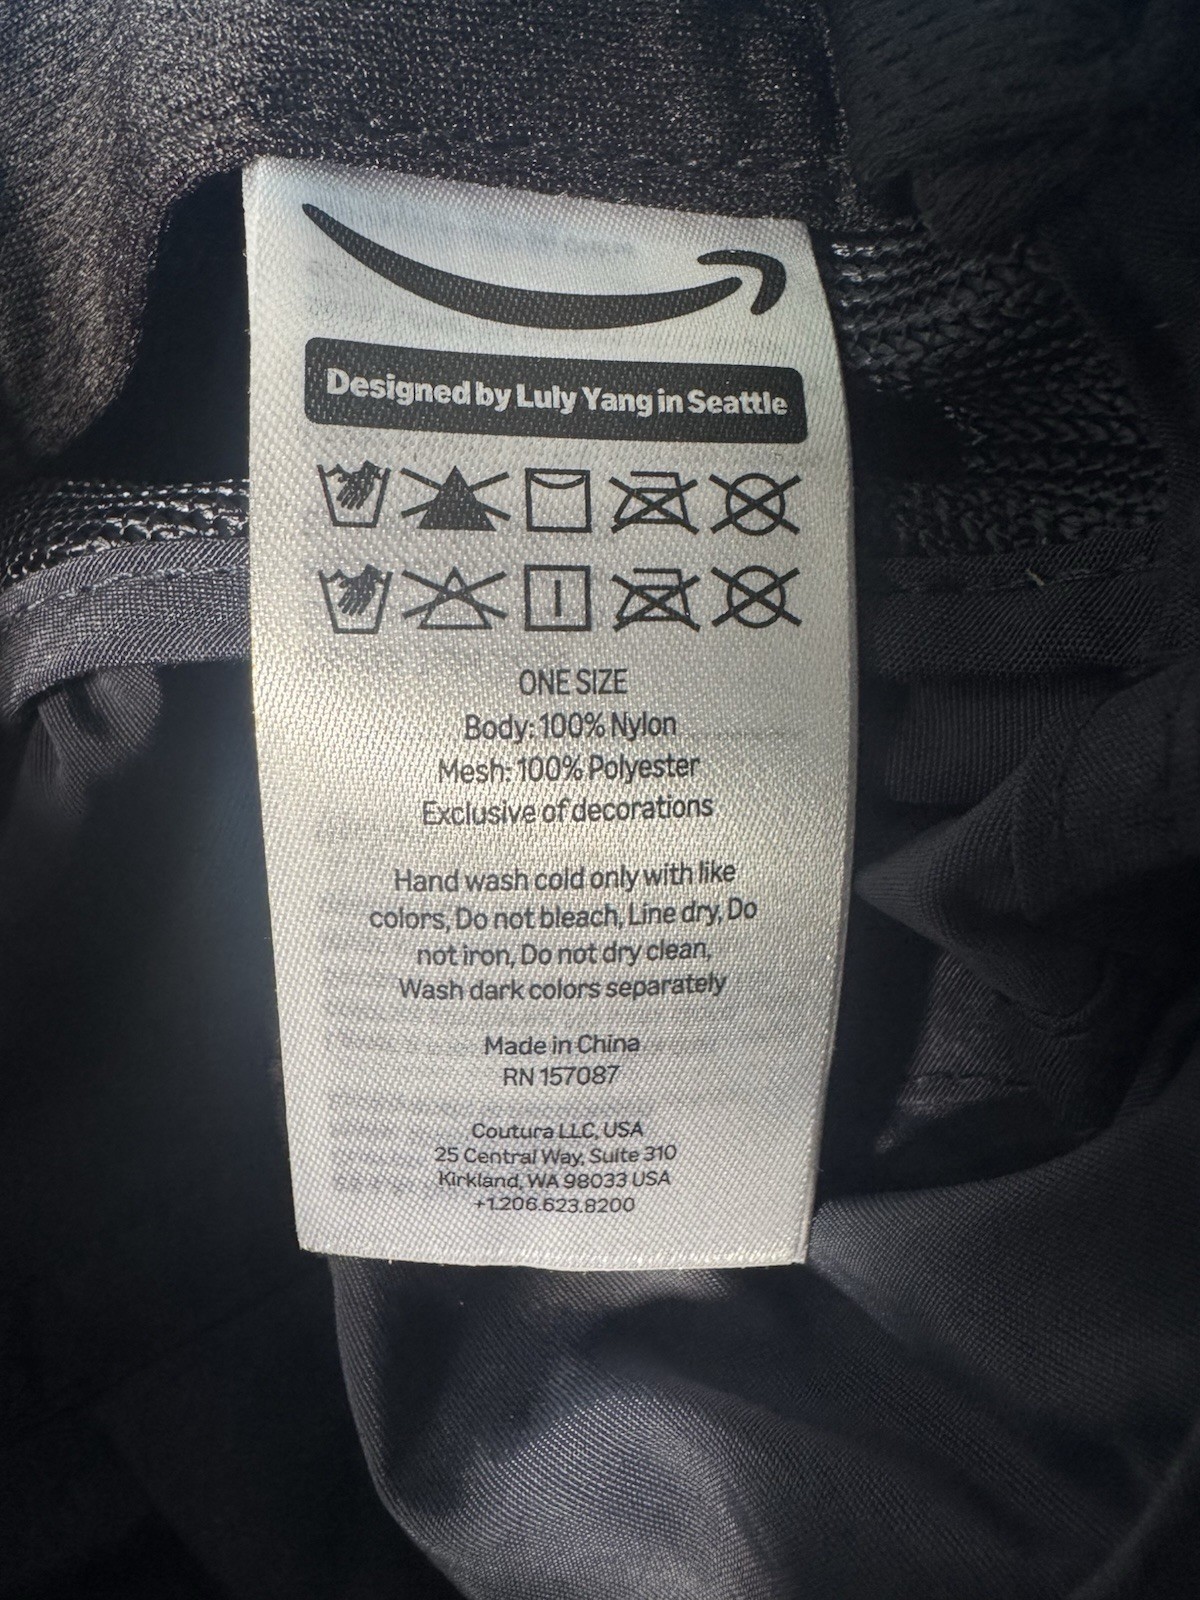 Designed by Luly Yang in Seattle
ONE SIZE
Body: 100% Nylon
Mesh: 100% Polyester
Exclusive of decorations
Hand wash cold only with like
colors, Do not bleach, Line dry, Do
not iron, Do not dry clean,
Wash dark colors separately
Made in China
RN 157087
Coutura LLC, USA
25 Central Way, Suite 310
Kirkland, WA 98033 USA
+1.206.623.8200